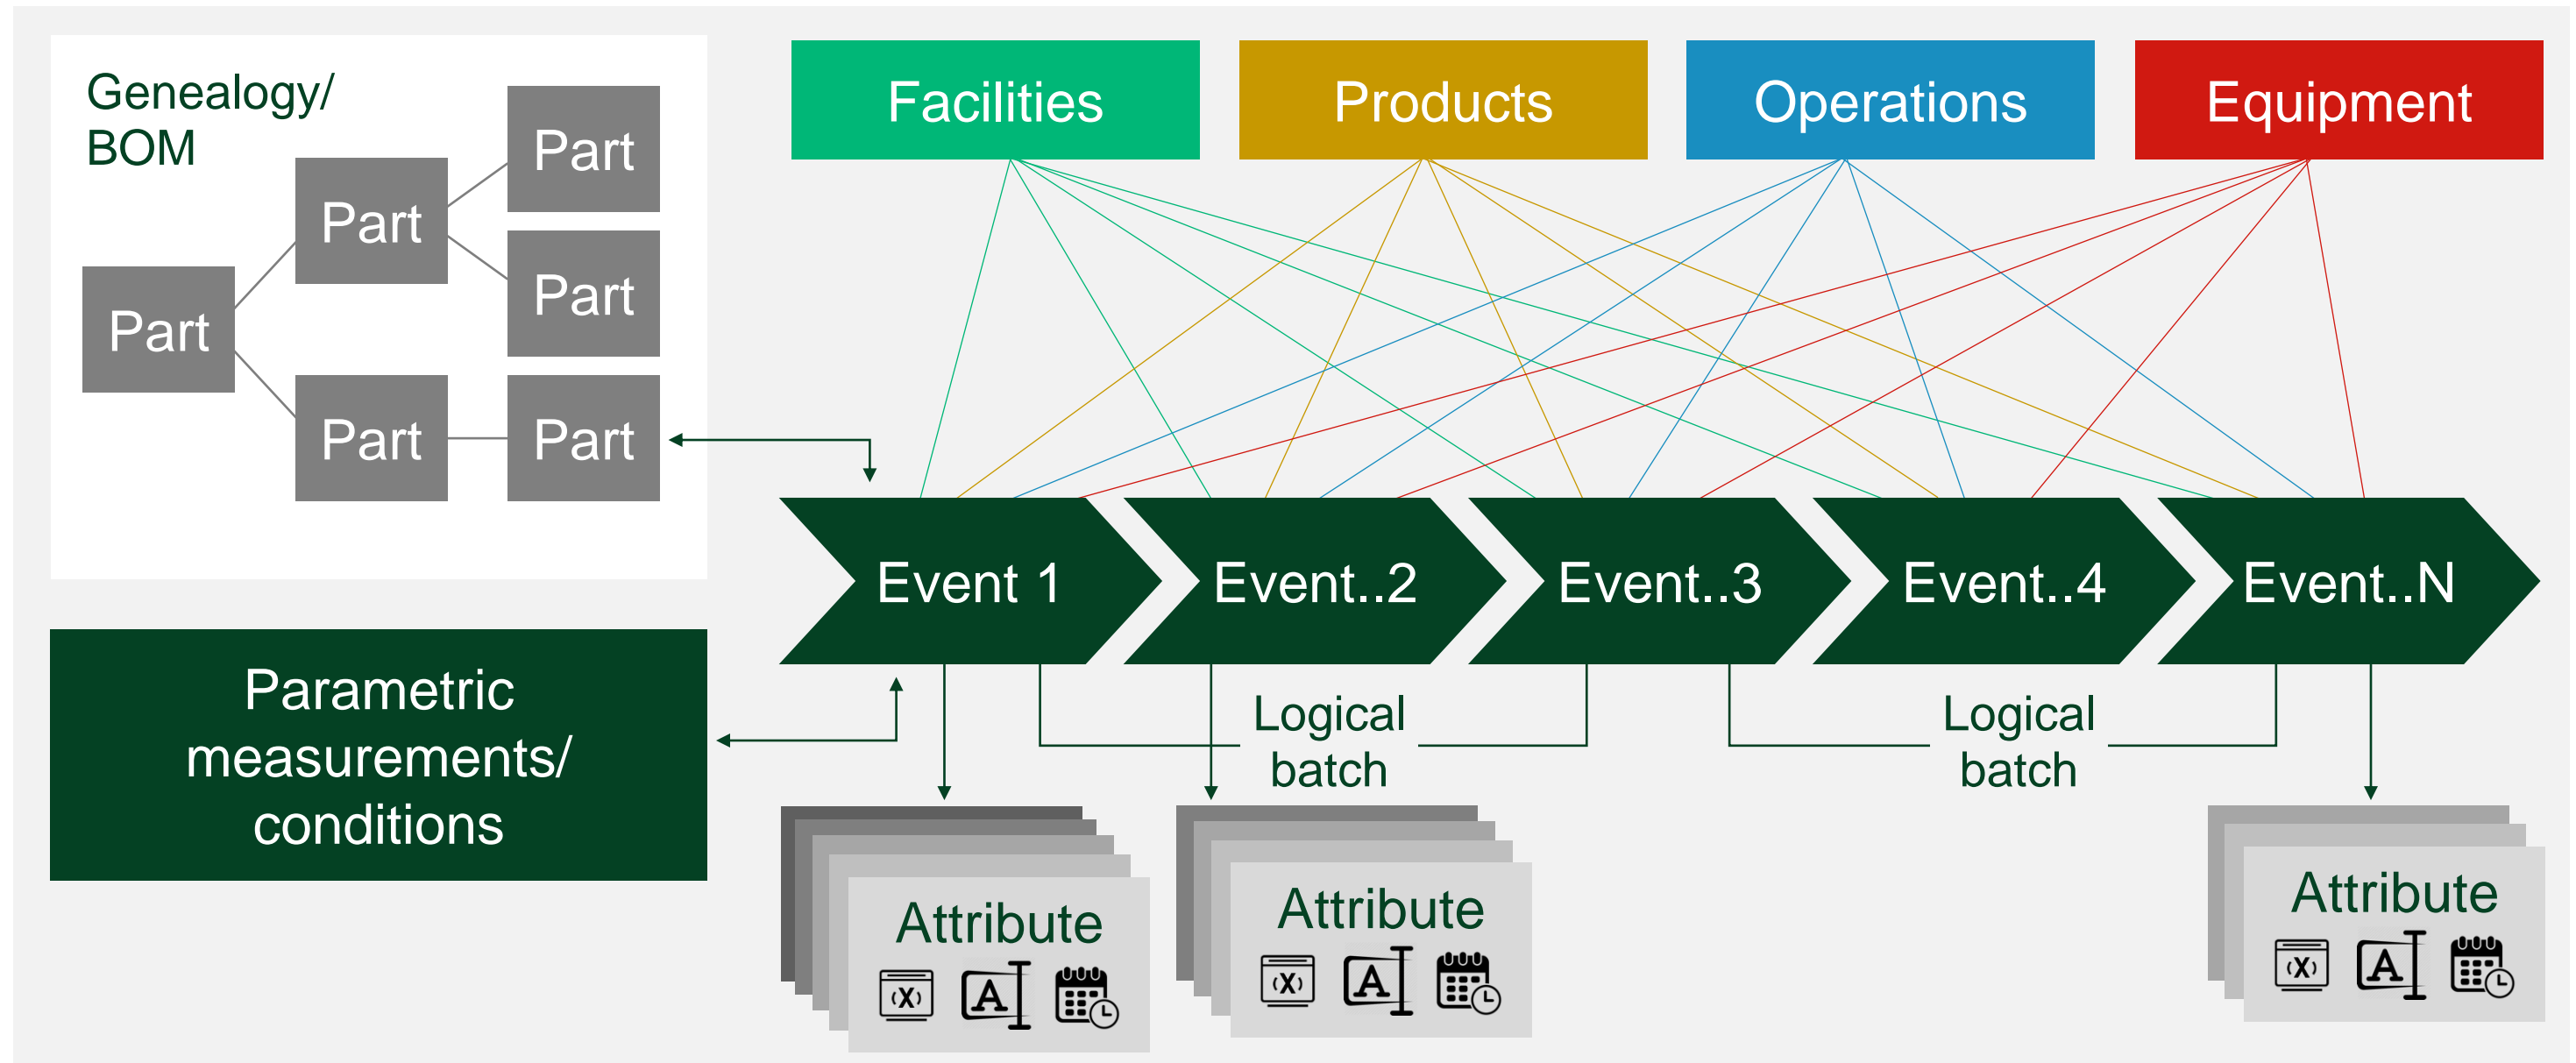 Genealogy/
BOM
Part
Part
Part
Part
Part
Part
Facilities
Products
Operations
Equipment
Event 1
Event..2
Event..3
Event..4
Event..N
Parametric
measurements/
conditions
Logical
batch
Logical
batch
Attribute
(X)
A
Attribute
(X)
A
Attribute
(X)
A